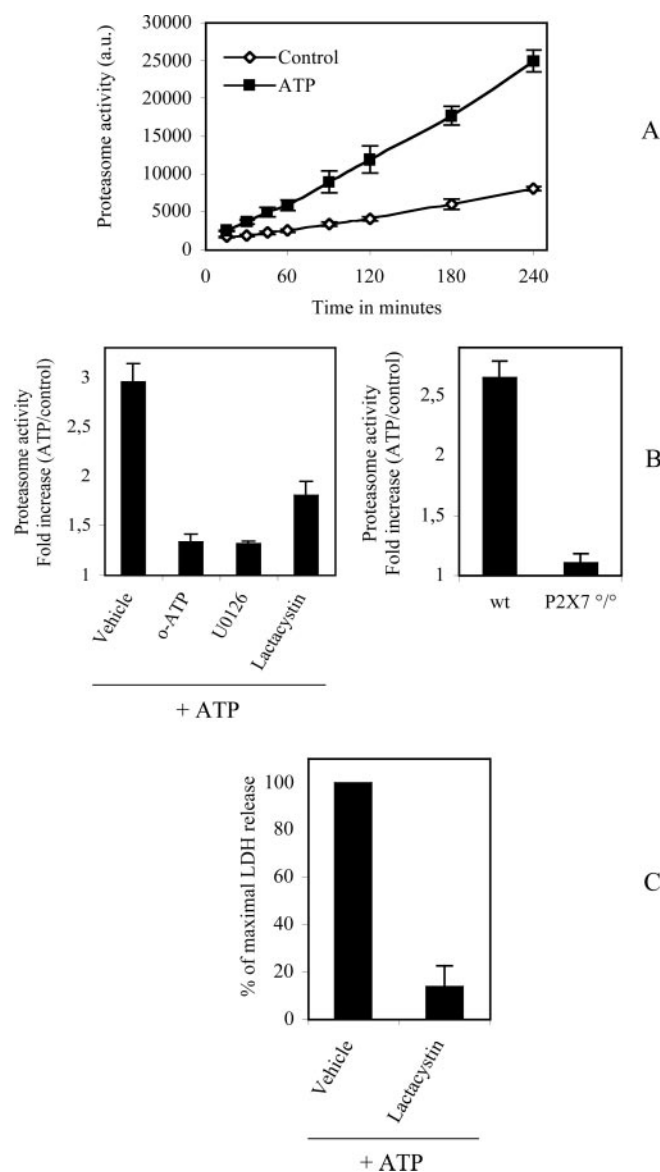 Proteasome activity (a.u.)
30000
25000
20000
15000
10000
5000
0
Control
ATP
0
60
120
180
240
Time in minutes
A
Proteasome activity
Fold increase (ATP/control)
3
2,5
2
1,5
1
Vehicle
o-ATP
U0126
Lactacystin
+ ATP
Proteasome activity
Fold increase (ATP/control)
2,5
2
1,5
1
wt
P2X7 °/°
B
% of maximal LDH release
100
80
60
40
20
0
Vehicle
Lactacystin
+ ATP
C